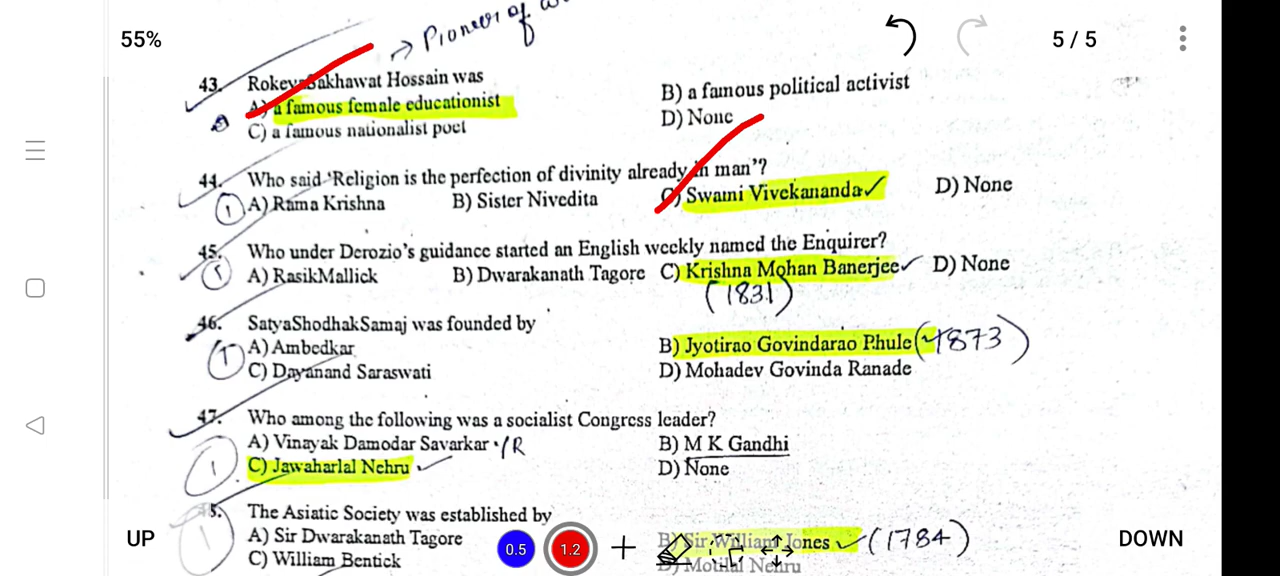 55%
5 / 5
→ Pioneer of
43. Rokeya Sakhawat Hossain was
A) a famous female educationist
B) a famous political activist
C) a famous nationalist poet
D) None
44. Who said 'Religion is the perfection of divinity already in man"?
A) Rama Krishna B) Sister Nivedita C) Swami Vivekananda D) None
45. Who under Derozio's guidance started an English weekly named the Enquirer?
A) RasikMallick B) Dwarakanath Tagore C) Krishna Mohan Banerjee D) None
(1831)
46. SatyaShodhakSamaj was founded by
A) Ambedkar B) Jyotirao Govindarao Phule (1873)
C) Dayanand Saraswati D) Mohadev Govinda Ranade
47. Who among the following was a socialist Congress leader?
A) Vinayak Damodar Savarkar B) M K Gandhi
C) Jawaharlal Nehru D) None
The Asiatic Society was established by
A) Sir Dwarakanath Tagore B) Sir William Jones (1784)
C) William Bentick D) Motilal Nehru
UP
0.5
1.2
DOWN